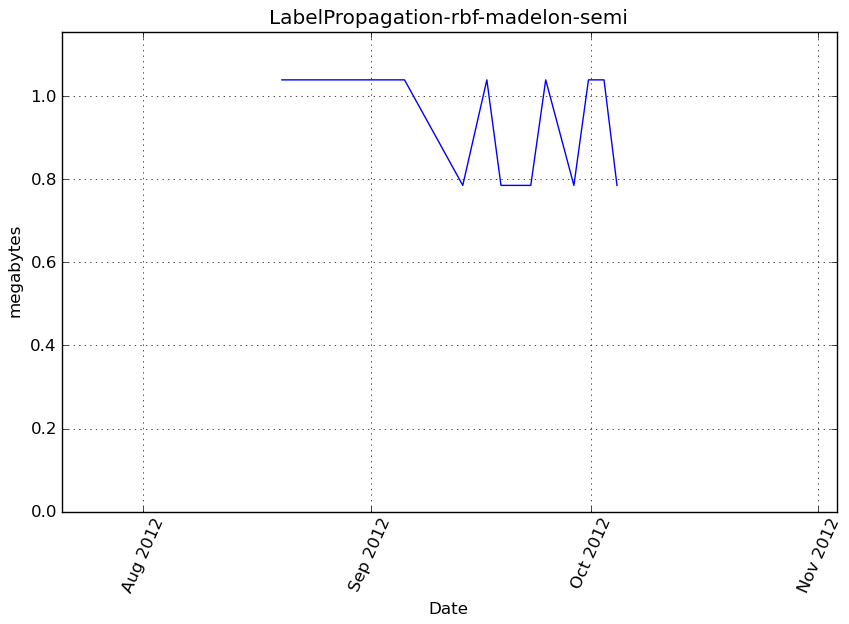 LabelPropagation-rbf-madelon-semi
1.0
0.8
0.6
0.4
0.2
0.0
megabytes
Aug 2012
Sep 2012
Oct 2012
Nov 2012
Date